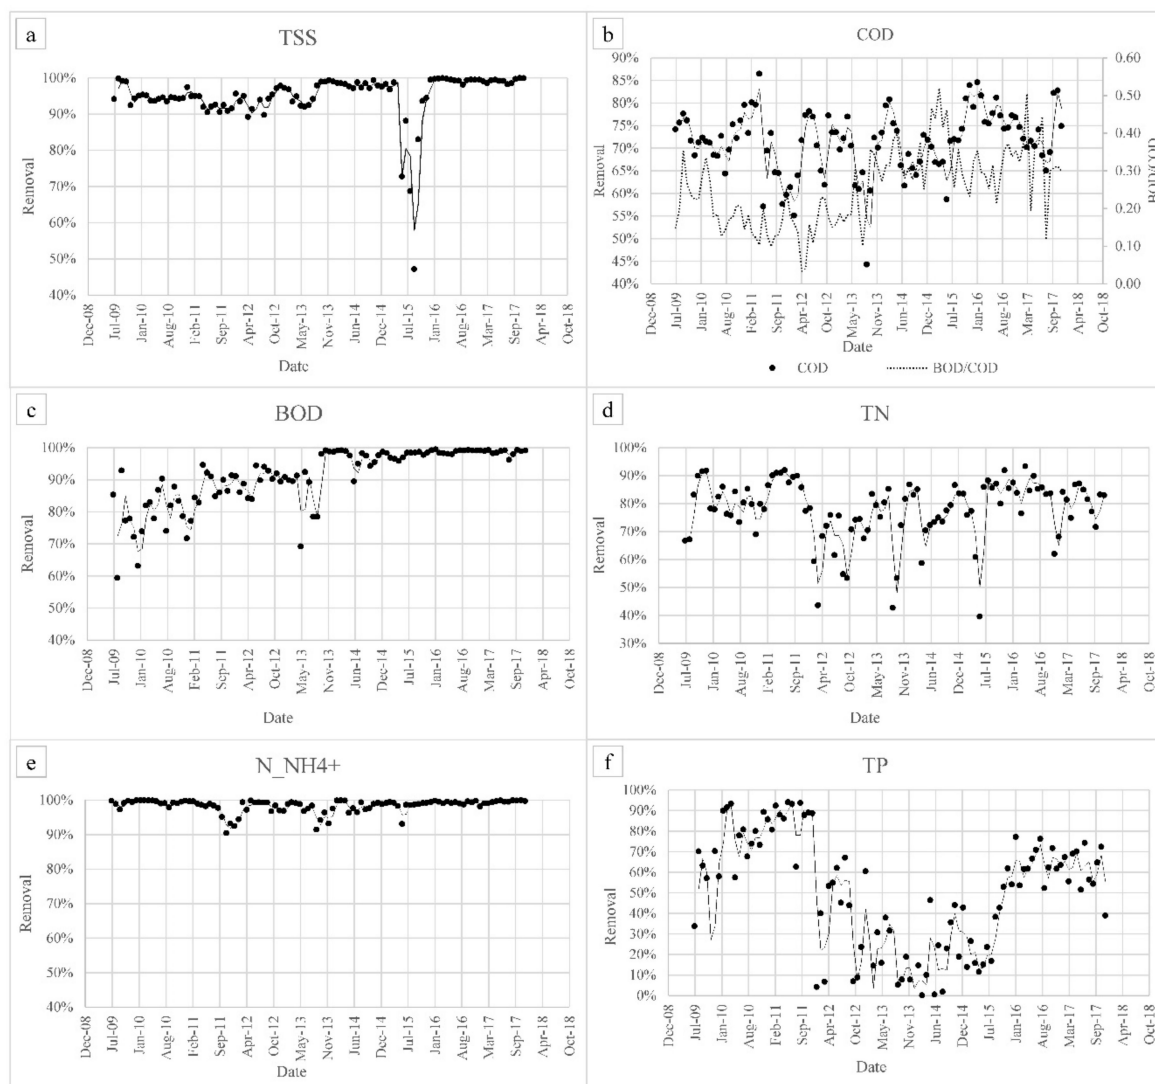 a
TSS
100%
90%
80%
70%
60%
50%
40%
Removal
Dec-08
Jul-09
Jan-10
Aug-10
Feb-11
Sep-11
Apr-12
Oct-12
May-13
Nov-13
Jun-14
Dec-14
Jul-15
Jan-16
Aug-16
Mar-17
Sep-17
Apr-18
Oct-18
Date
b
COD
90%
85%
80%
75%
70%
65%
60%
55%
50%
45%
40%
Removal
0.60
0.50
0.40
0.30
0.20
0.10
0.00
BOD/COD
Dec-08
Jul-09
Jan-10
Aug-10
Feb-11
Sep-11
Apr-12
Oct-12
May-13
Nov-13
Jun-14
Dec-14
Jul-15
Jan-16
Aug-16
Mar-17
Sep-17
Apr-18
Oct-18
Date
COD
BOD/COD
c
BOD
100%
90%
80%
70%
60%
50%
40%
Removal
Dec-08
Jul-09
Jan-10
Aug-10
Feb-11
Sep-11
Apr-12
Oct-12
May-13
Nov-13
Jun-14
Dec-14
Jul-15
Jan-16
Aug-16
Mar-17
Sep-17
Apr-18
Oct-18
Date
d
TN
100%
90%
80%
70%
60%
50%
40%
30%
Removal
Dec-08
Jul-09
Jan-10
Aug-10
Feb-11
Sep-11
Apr-12
Oct-12
May-13
Nov-13
Jun-14
Dec-14
Jul-15
Jan-16
Aug-16
Mar-17
Sep-17
Apr-18
Oct-18
Date
e
N_NH4+
100%
90%
80%
70%
60%
50%
40%
Removal
Dec-08
Jul-09
Jan-10
Aug-10
Feb-11
Sep-11
Apr-12
Oct-12
May-13
Nov-13
Jun-14
Dec-14
Jul-15
Jan-16
Aug-16
Mar-17
Sep-17
Apr-18
Oct-18
Date
f
TP
100%
90%
80%
70%
60%
50%
40%
30%
20%
10%
0%
Removal
Dec-08
Jul-09
Jan-10
Aug-10
Feb-11
Sep-11
Apr-12
Oct-12
May-13
Nov-13
Jun-14
Dec-14
Jul-15
Jan-16
Aug-16
Mar-17
Sep-17
Apr-18
Oct-18
Date